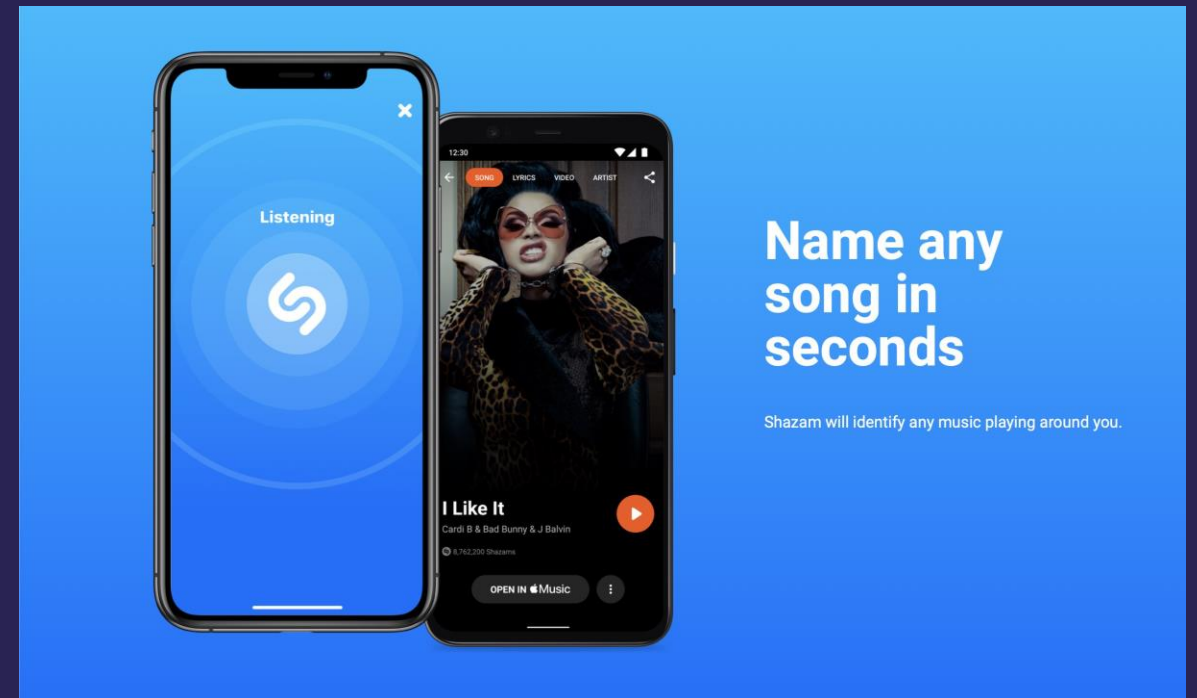 Listening
12:30
SONG LYRICS VIDEO ARTIST
I Like It
Cardi B & Bad Bunny & J Balvin
8,762,200 Shazams
OPEN IN Music
Name any
song in
seconds
Shazam will identify any music playing around you.